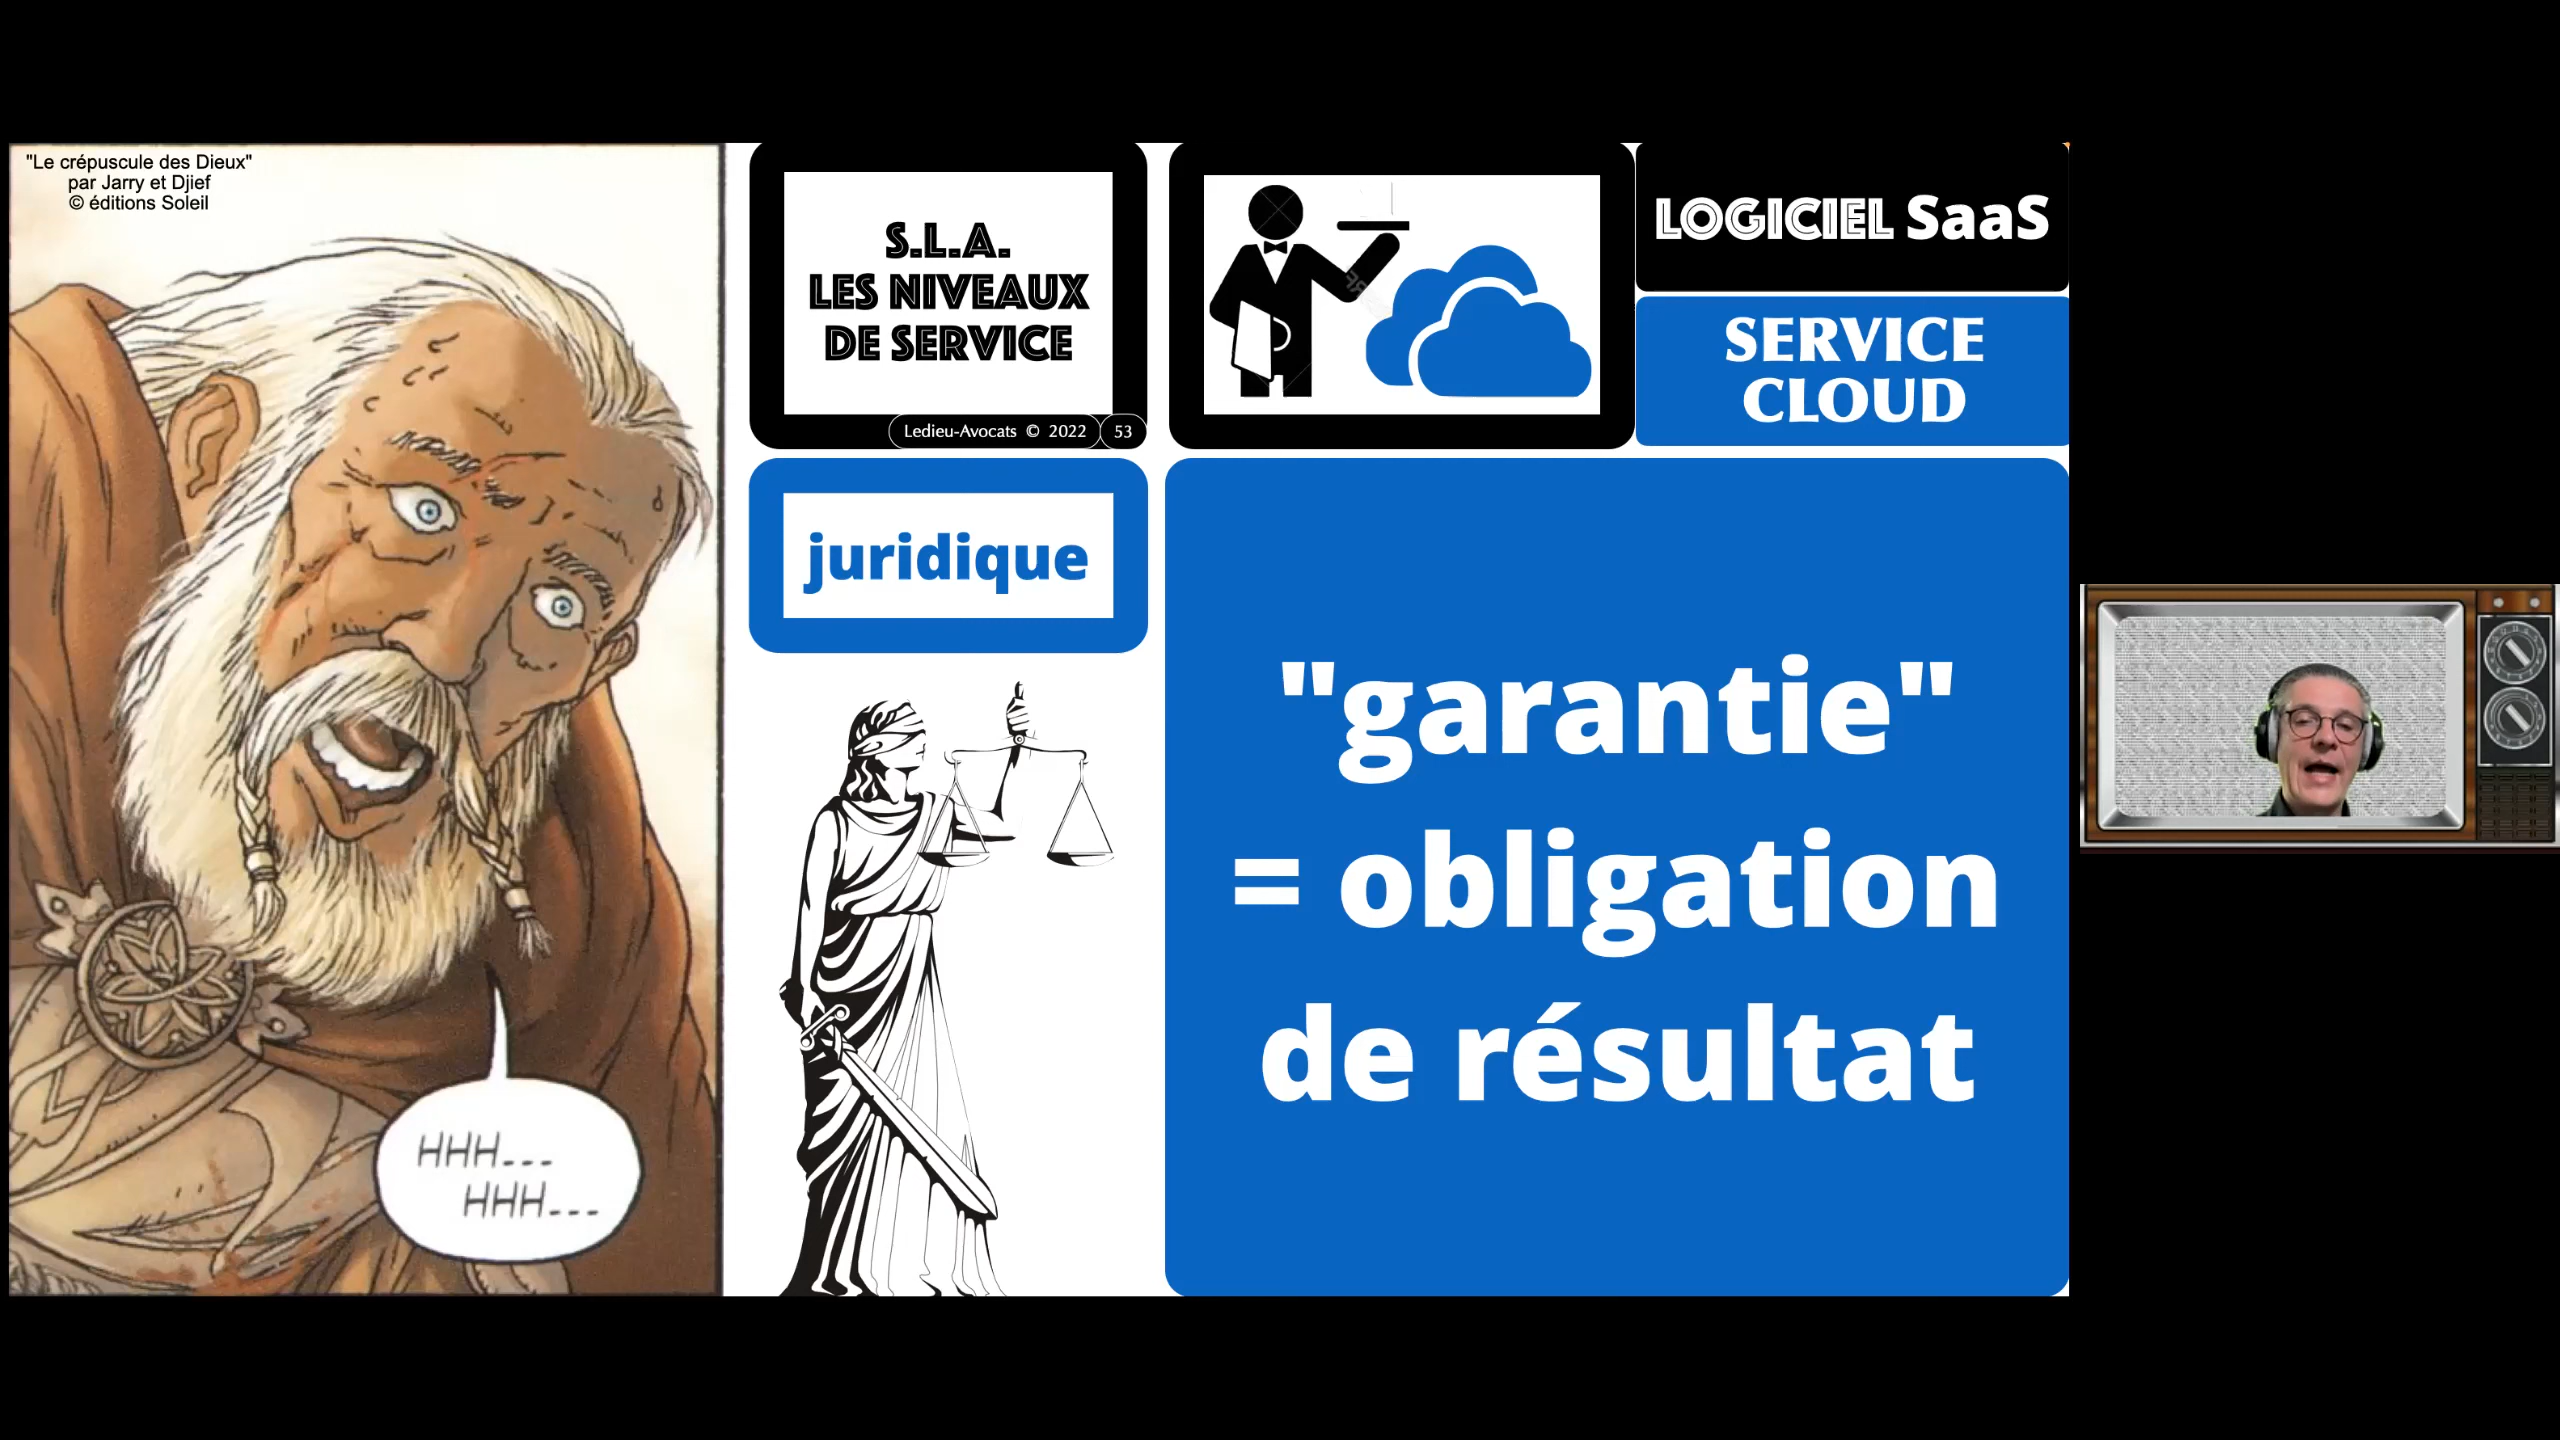 "Le crépuscule des Dieux"
par Jarry et Djief
© éditions Soleil
S.L.A.
LES NIVEAUX
DE SERVICE
Ledieu-Avocats © 2022 53
LOGICIEL SaaS
SERVICE
CLOUD
juridique
"garantie"
= obligation
de résultat
HHH...
HHH...